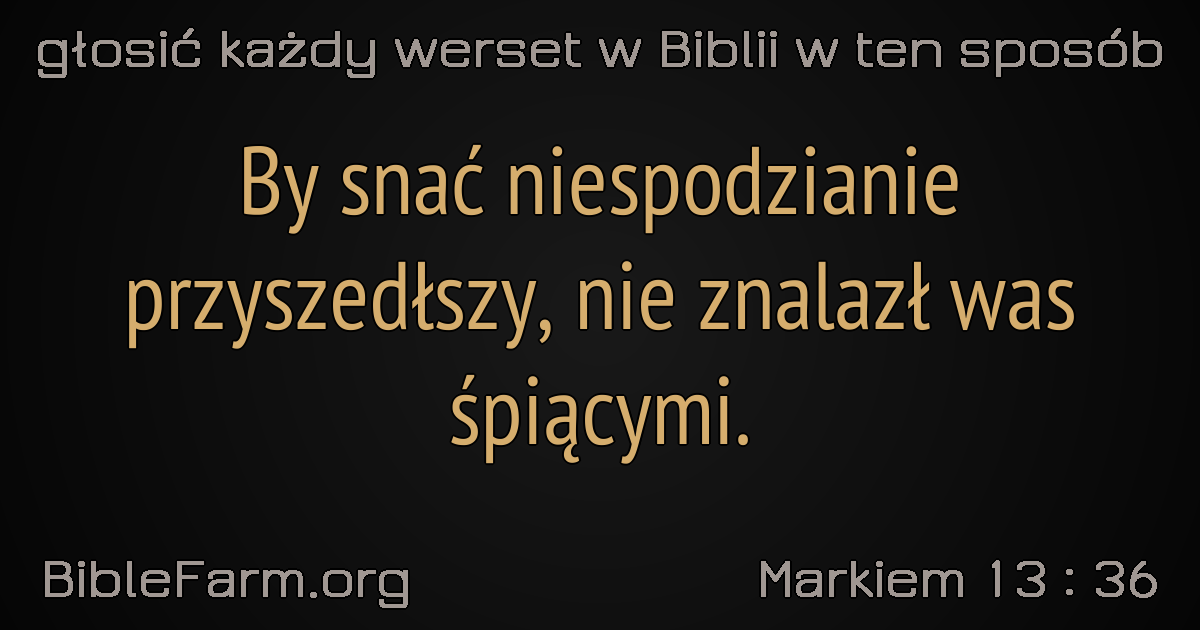 głosić każdy werset w Biblii w ten sposób
By snać niespodzianie
przyszedłszy, nie znalazł was
śpiącymi.
BibleFarm.org
Markiem 13 : 36